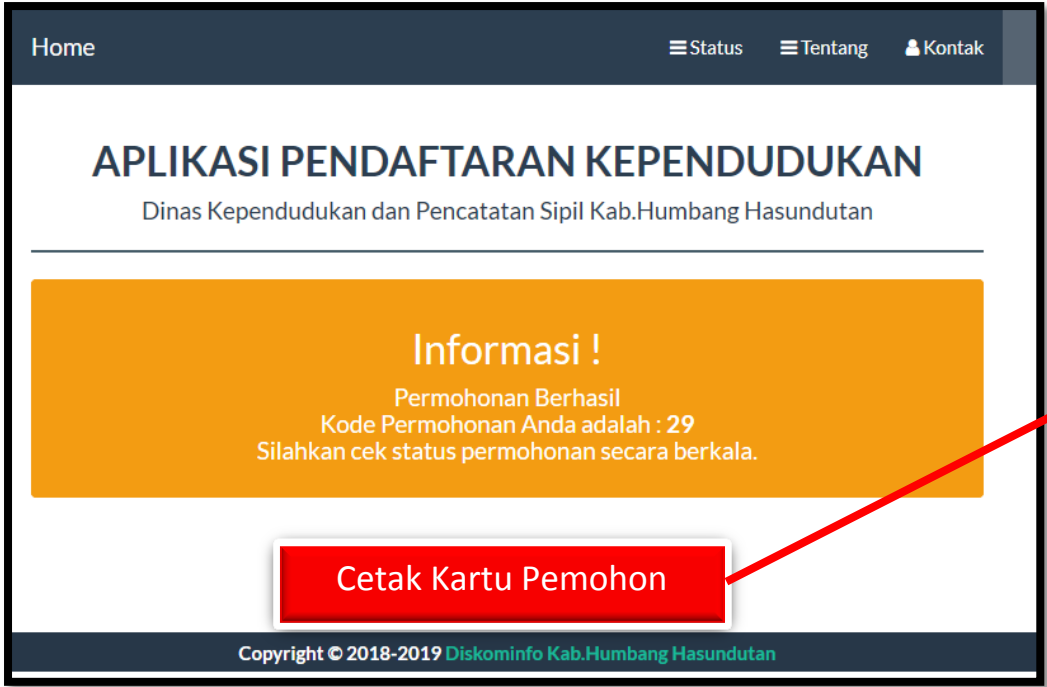 Home Status Tentang Kontak
APLIKASI PENDAFTARAN KEPENDUDUKAN
Dinas Kependudukan dan Pencatatan Sipil Kab.Humbang Hasundutan
Informasi !
Permohonan Berhasil
Kode Permohonan Anda adalah : 29
Silahkan cek status permohonan secara berkala.
Cetak Kartu Pemohon
Copyright © 2018-2019 Diskominfo Kab.Humbang Hasundutan